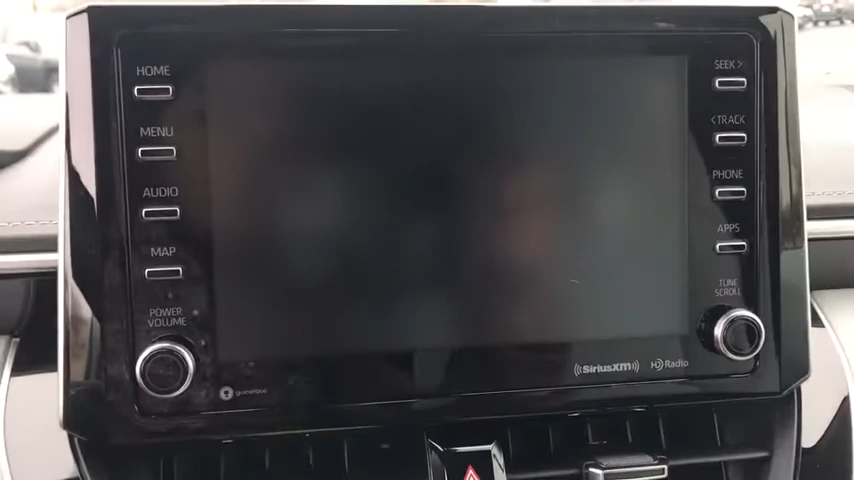 HOME
MENU
AUDIO
MAP
POWER
VOLUME
SEEK >
< TRACK
PHONE
APPS
TUNE
SCROLL
SiriusXM
HD Radio